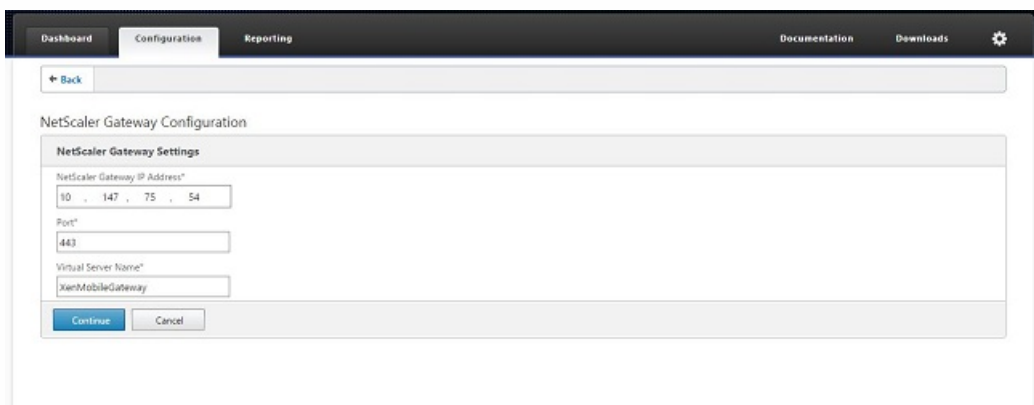 Dashboard Configuration Reporting Documentation Downloads
Back
NetScaler Gateway Configuration
NetScaler Gateway Settings
NetScaler Gateway IP Address*
10 . 147 . 75 . 54
Port*
443
Virtual Server Name*
XenMobileGateway
Continue Cancel